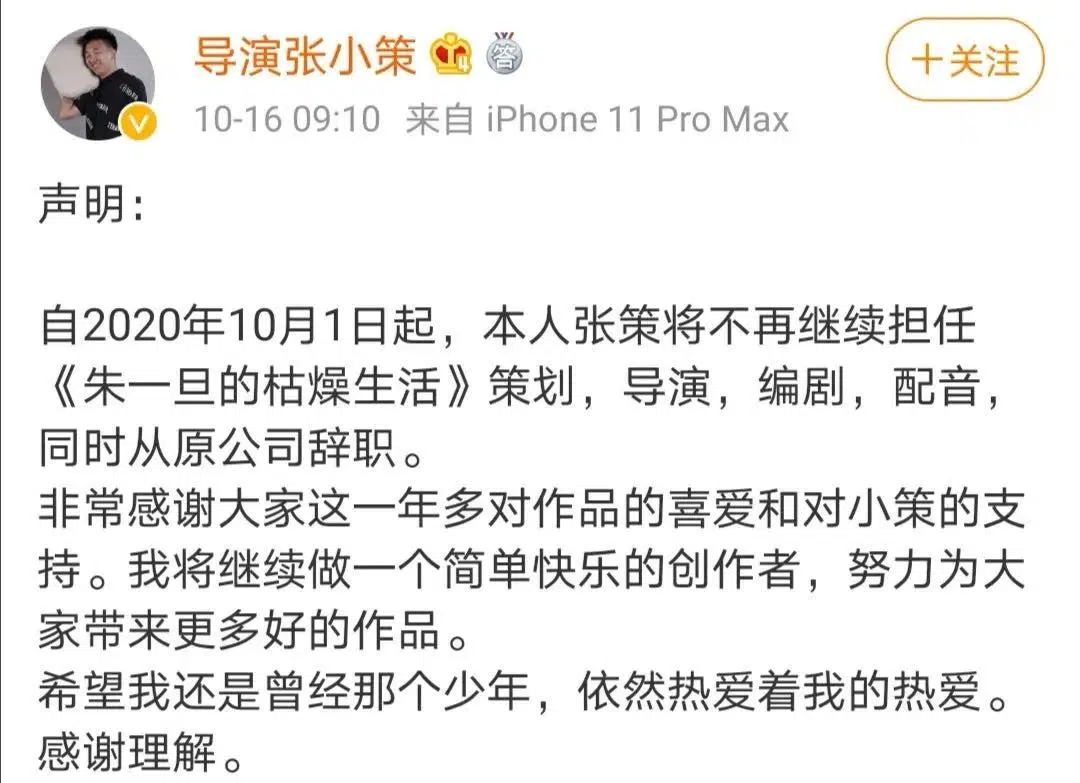 导演张小策 答
+关注
10-16 09:10 来自 iPhone 11 Pro Max
声明：
自2020年10月1日起，本人张策将不再继续担任
《朱一旦的枯燥生活》策划，导演，编剧，配音，
同时从原公司辞职。
非常感谢大家这一年多对作品的喜爱和对小策的支
持。我将继续做一个简单快乐的创作者，努力为大
家带来更多好的作品。
希望我还是曾经那个少年，依然热爱着我的热爱。
感谢理解。